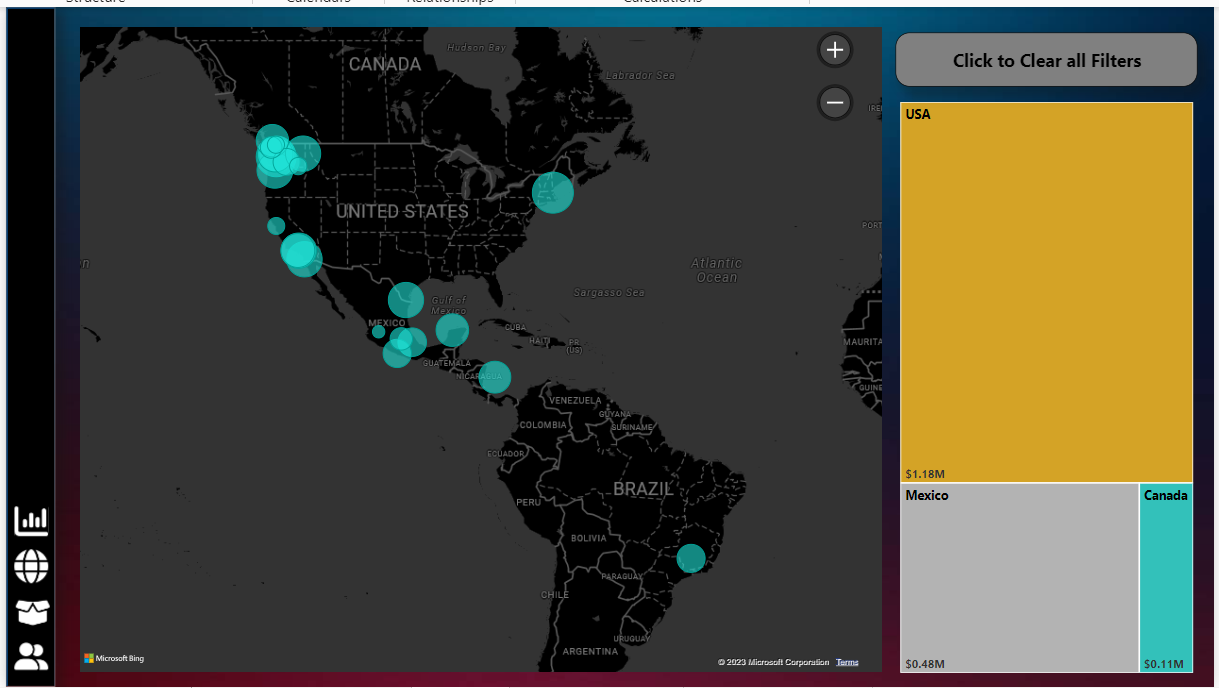 Structure
Calendars
Relationships
Calculations
Hudson Bay
CANADA
Labrador Sea
UNITED STATES
Atlantic
Ocean
Sargasso Sea
Gulf of
Mexico
MEXICO
CUBA
HAITI
PR
(US)
GUATEMALA
NICARAGUA
VENEZUELA
GUYANA
COLOMBIA
SURINAME
ECUADOR
PERU
BRAZIL
BOLIVIA
PARAGUAY
CHILE
URUGUAY
ARGENTINA
PORT
MAURITA
GUINE
IRE
Microsoft Bing
© 2023 Microsoft Corporation Terms
Click to Clear all Filters
USA
$1.18M
Mexico
Canada
$0.48M
$0.11M